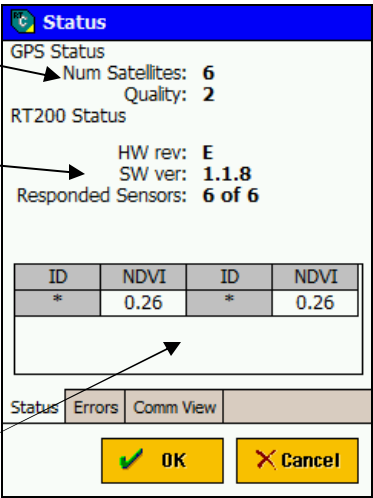 Status
GPS Status
Num Satellites: 6
Quality: 2
RT200 Status
HW rev: E
SW ver: 1.1.8
Responded Sensors: 6 of 6
ID NDVI ID NDVI
* 0.26 * 0.26
Status Errors Comm View
OK Cancel